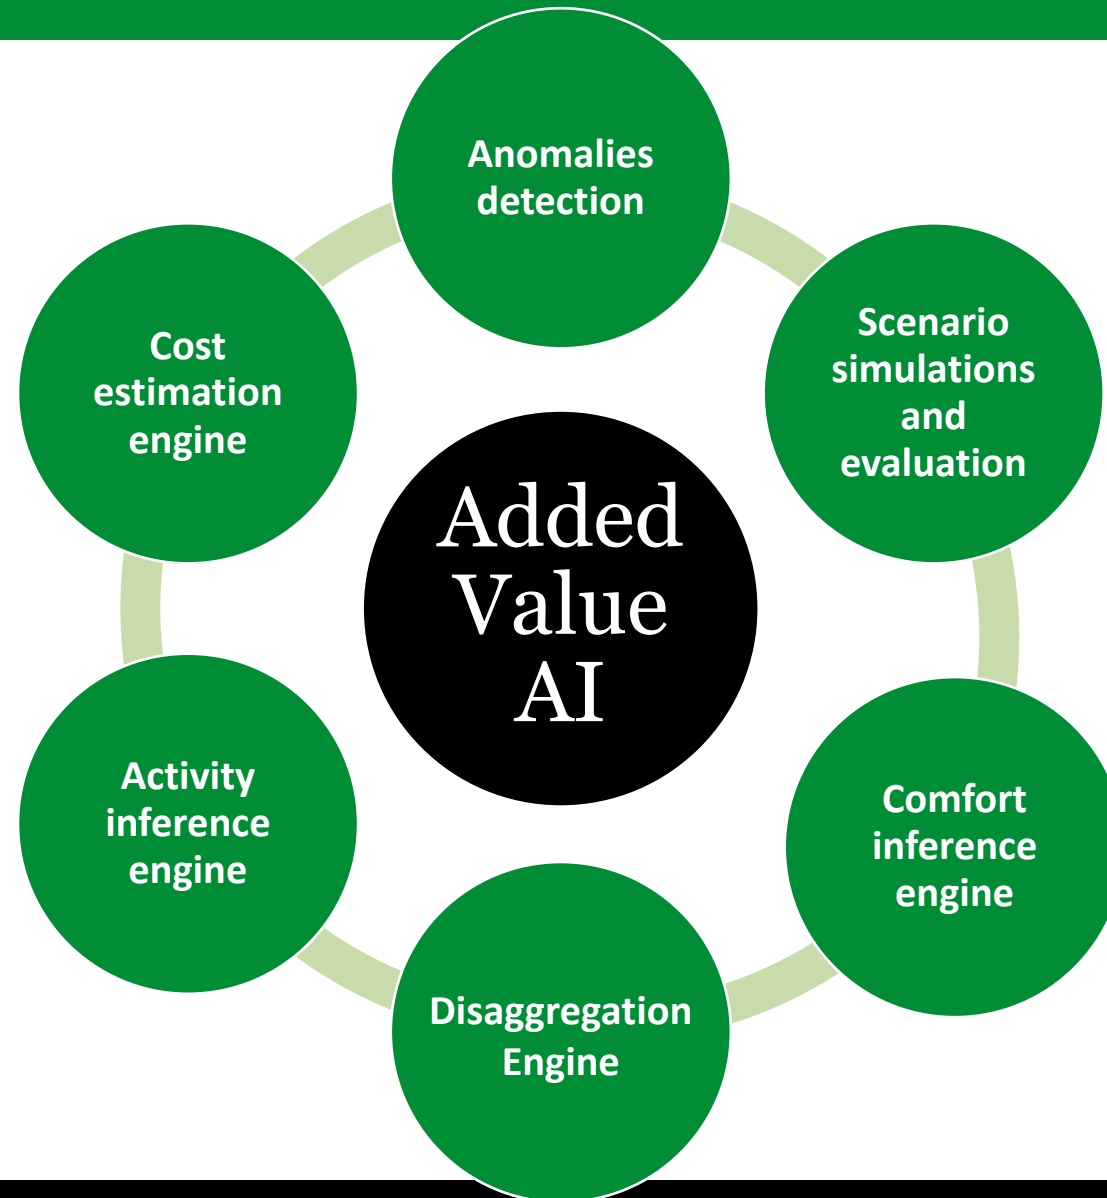 Anomalies
detection
Scenario
simulations
and
evaluation
Comfort
inference
engine
Disaggregation
Engine
Activity
inference
engine
Cost
estimation
engine
Added
Value
AI